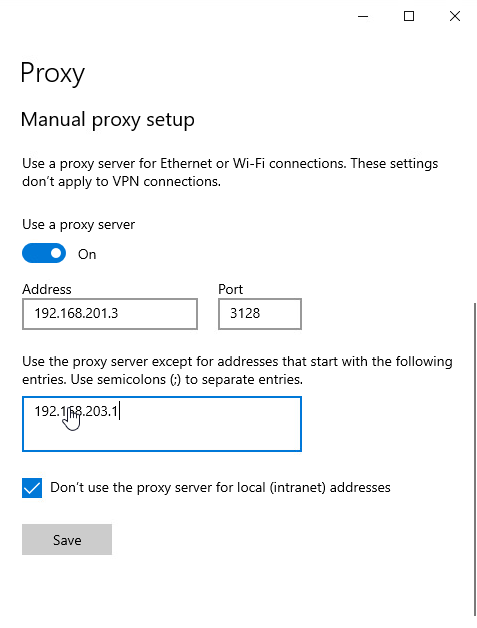 Proxy
Manual proxy setup
Use a proxy server for Ethernet or Wi-Fi connections. These settings
don't apply to VPN connections.
Use a proxy server
On
Address Port
192.168.201.3 3128
Use the proxy server except for addresses that start with the following
entries. Use semicolons (;) to separate entries.
192.168.203.1
Don't use the proxy server for local (intranet) addresses
Save